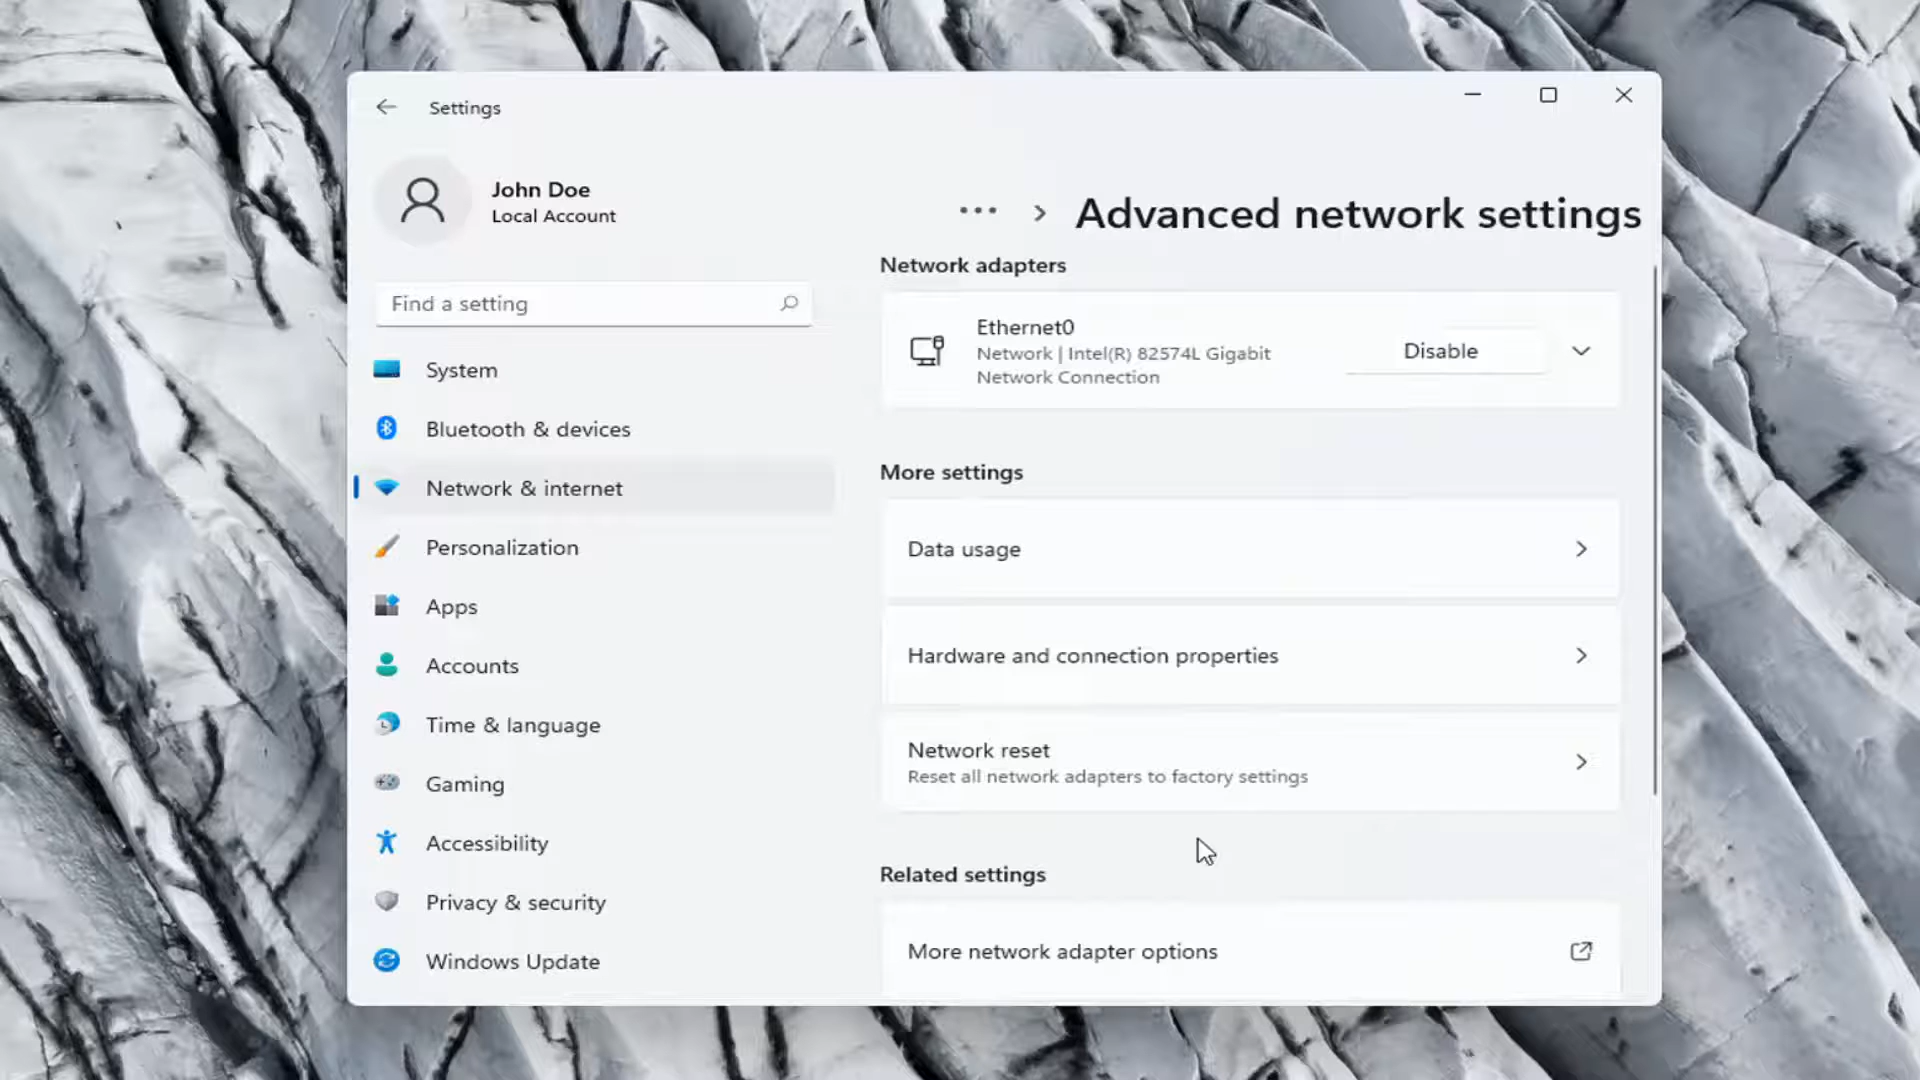 Settings
John Doe
Local Account
Find a setting
System
Bluetooth & devices
Network & internet
Personalization
Apps
Accounts
Time & language
Gaming
Accessibility
Privacy & security
Windows Update
... > Advanced network settings
Network adapters
Ethernet0
Network | Intel(R) 82574L Gigabit
Network Connection
Disable
More settings
Data usage
Hardware and connection properties
Network reset
Reset all network adapters to factory settings
Related settings
More network adapter options